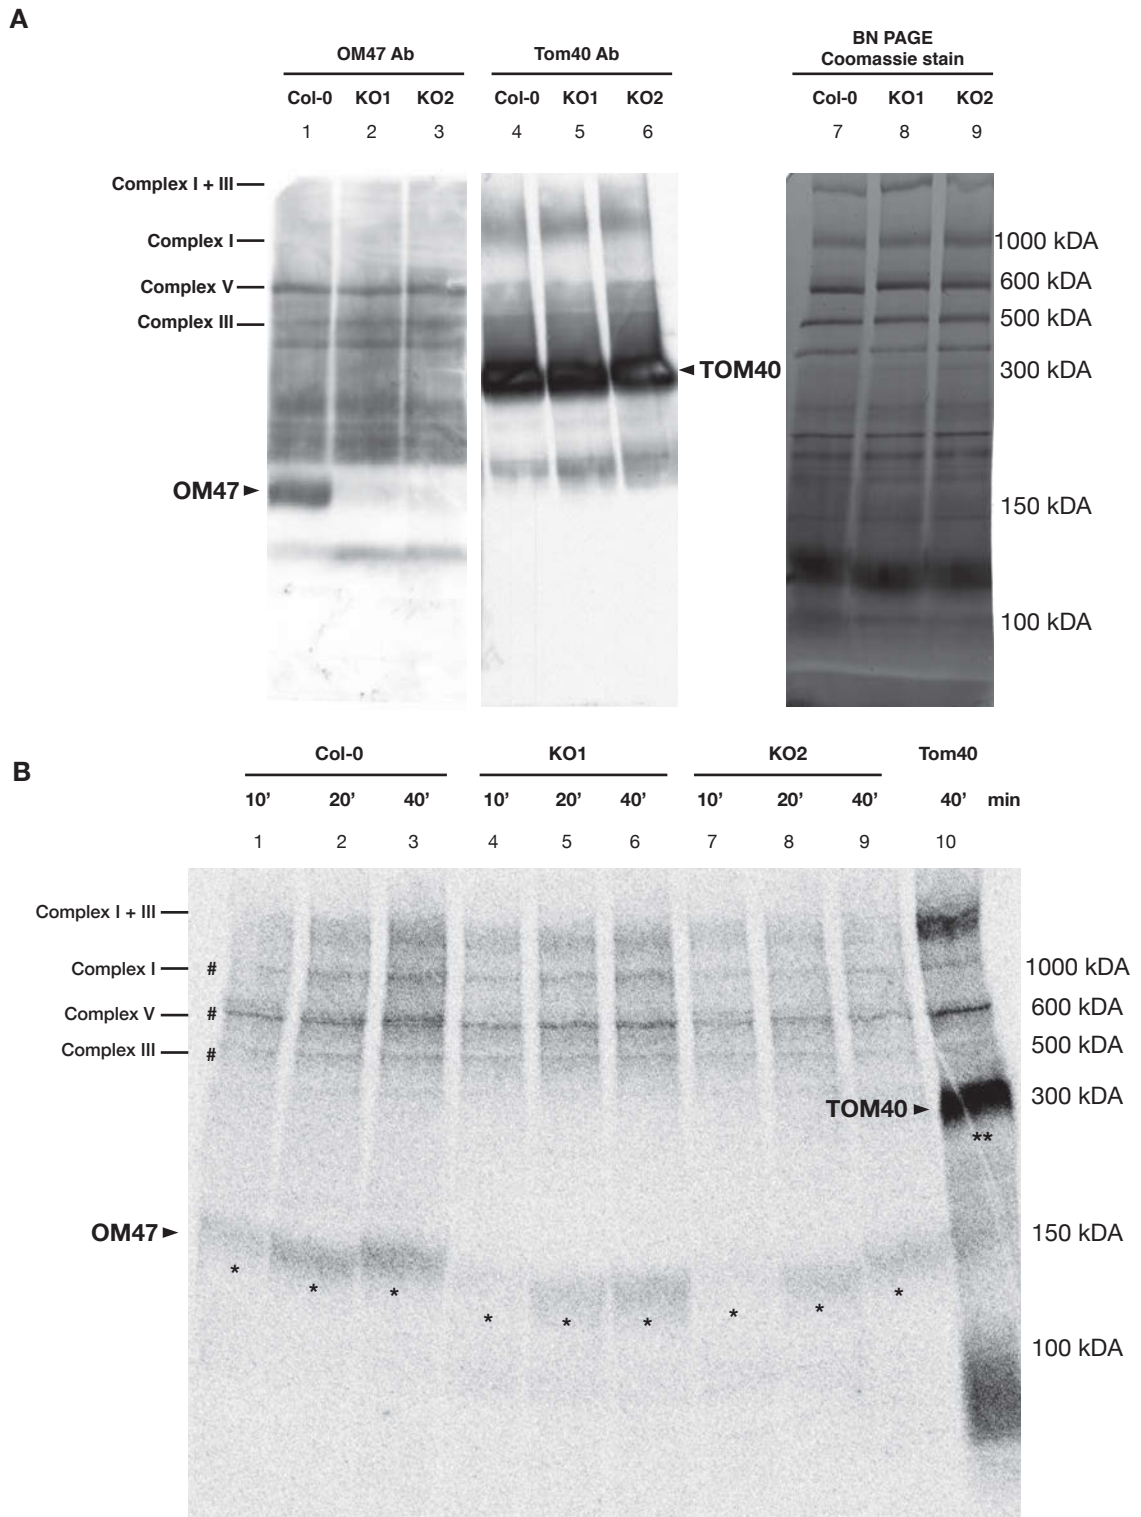 A
OM47 Ab
Tom40 Ab
BN PAGE
Coomassie stain
Col-0 KO1 KO2
Col-0 KO1 KO2
Col-0 KO1 KO2
1 2 3
4 5 6
7 8 9
Complex I + III
Complex I
Complex V
Complex III
OM47
TOM40
1000 kDA
600 kDA
500 kDA
300 kDA
150 kDA
100 kDA
B
Col-0
KO1
KO2
Tom40
10’ 20’ 40’ 10’ 20’ 40’ 10’ 20’ 40’ 40’ min
1 2 3 4 5 6 7 8 9 10
Complex I + III
Complex I #
Complex V #
Complex III #
OM47
TOM40
**
* * * * * * * * *
1000 kDA
600 kDA
500 kDA
300 kDA
150 kDA
100 kDA